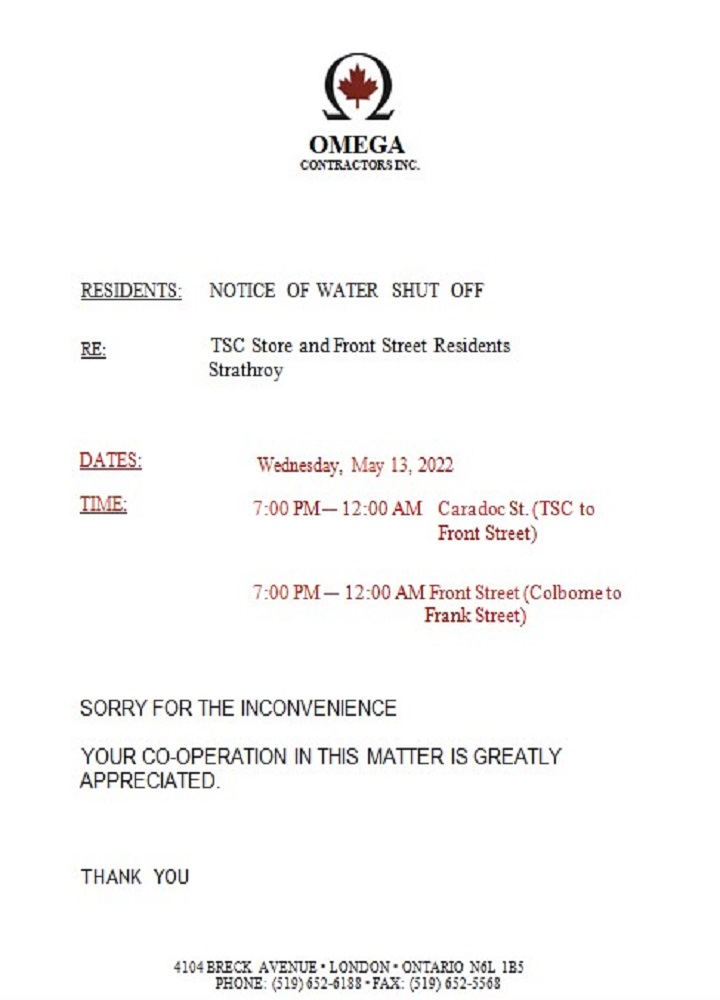 OMEGA
CONTRACTORS INC.
RESIDENTS: NOTICE OF WATER SHUT OFF
RE: TSC Store and Front Street Residents
Strathroy
DATES: Wednesday, May 13, 2022
TIME: 7:00 PM— 12:00 AM Caradoc St. (TSC to
Front Street)
7:00 PM — 12:00 AM Front Street (Colbome to
Frank Street)
SORRY FOR THE INCONVENIENCE
YOUR CO-OPERATION IN THIS MATTER IS GREATLY
APPRECIATED.
THANK YOU
4104 BRECK AVENUE • LONDON • ONTARIO N6L 1B5
PHONE: (519) 652-6188 • FAX: (519) 652-5568